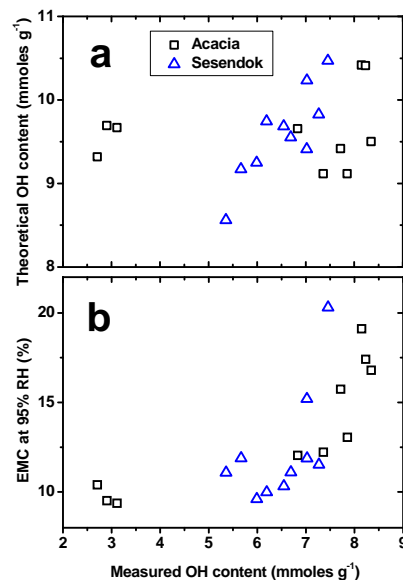 a
Acacia
Sesendok
Theoretical OH content (mmoles g⁻¹)
11
10
9
8
b
EMC at 95% RH (%)
20
15
10
2 3 4 5 6 7 8 9
Measured OH content (mmoles g⁻¹)